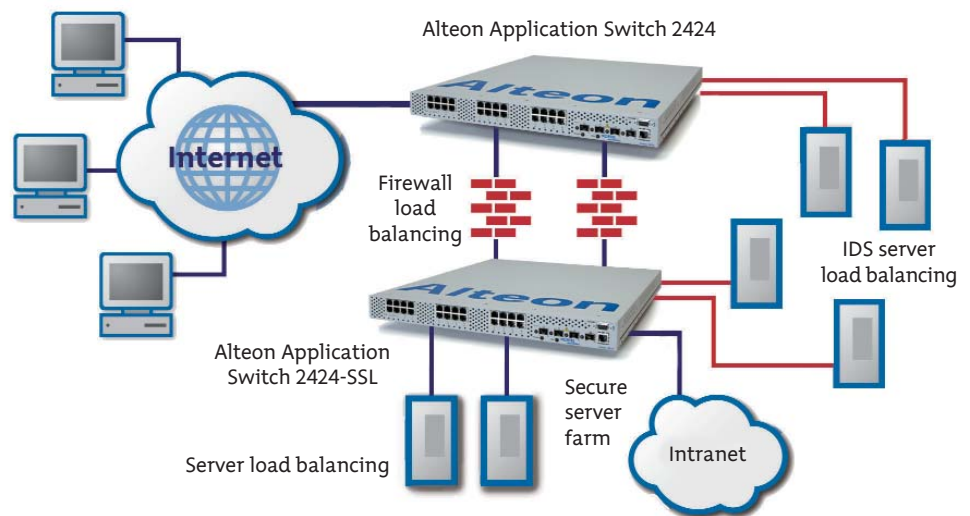 Alteon Application Switch 2424
Alteon
Internet
Firewall
load
balancing
IDS server
load balancing
Alteon
Alteon Application
Switch 2424-SSL
Secure
server
farm
Intranet
Server load balancing